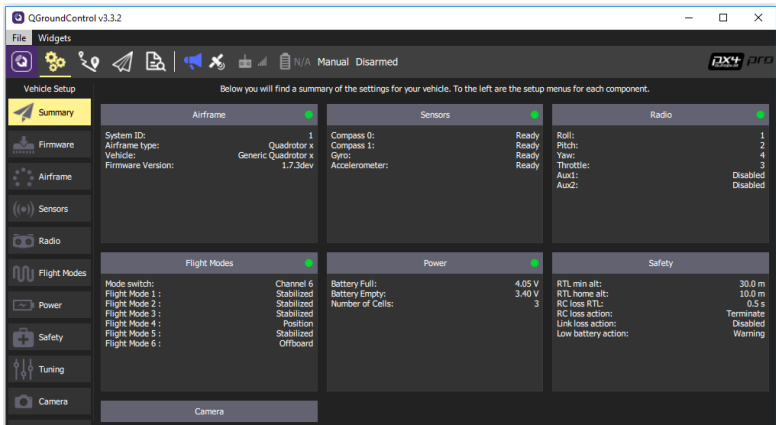 QGroundControl v3.3.2
File Widgets
N/A Manual Disarmed
PX4 pro
Vehicle Setup
Below you will find a summary of the settings for your vehicle. To the left are the setup menus for each component.
Summary
Firmware
Airframe
Sensors
Radio
Flight Modes
Power
Safety
Tuning
Camera
Airframe
System ID: 1
Airframe type: Quadrotor x
Vehicle: Generic Quadrotor x
Firmware Version: 1.7.3dev
Sensors
Compass 0: Ready
Compass 1: Ready
Gyro: Ready
Accelerometer: Ready
Radio
Roll: 1
Pitch: 2
Yaw: 4
Throttle: 3
Aux1: Disabled
Aux2: Disabled
Flight Modes
Mode switch: Channel 6
Flight Mode 1 : Stabilized
Flight Mode 2 : Stabilized
Flight Mode 3 : Stabilized
Flight Mode 4 : Position
Flight Mode 5 : Stabilized
Flight Mode 6 : Offboard
Power
Battery Full: 4.05 V
Battery Empty: 3.40 V
Number of Cells: 3
Safety
RTL min alt: 30.0 m
RTL home alt: 10.0 m
RC loss RTL: 0.5 s
RC loss action: Terminate
Link loss action: Disabled
Low battery action: Warning
Camera